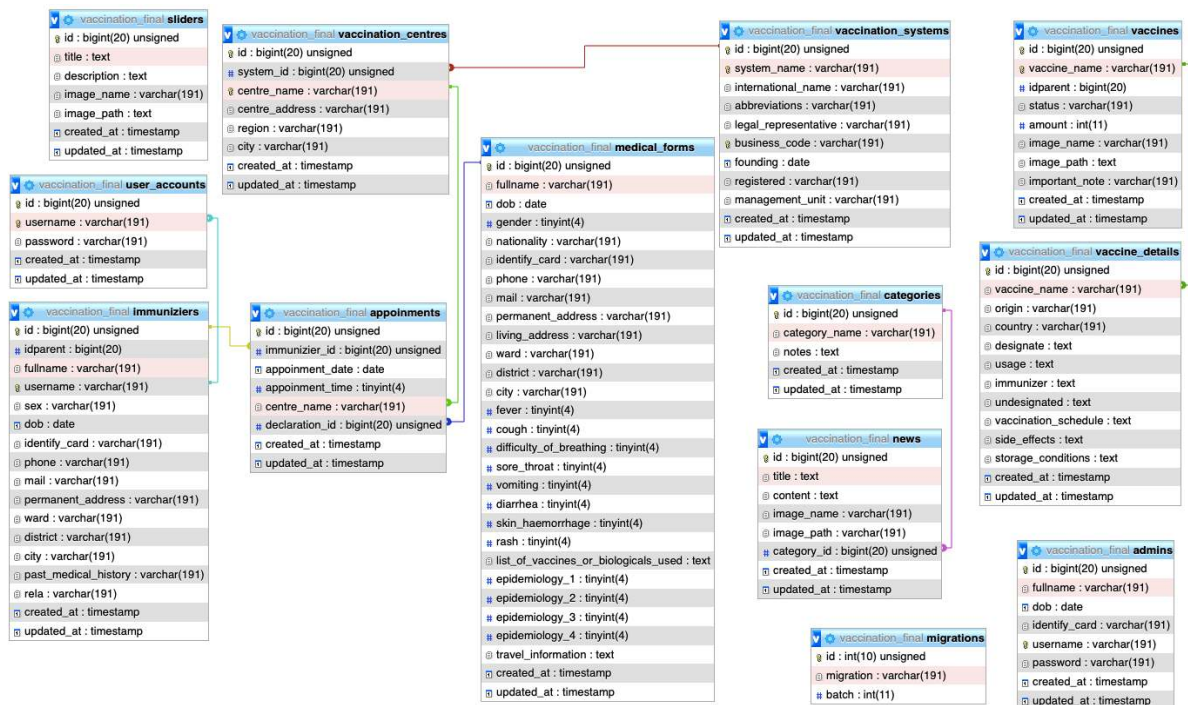 vaccination_final sliders
id : bigint(20) unsigned
title : text
description : text
image_name : varchar(191)
image_path : text
created_at : timestamp
updated_at : timestamp
vaccination_final vaccination_centres
id : bigint(20) unsigned
system_id : bigint(20) unsigned
centre_name : varchar(191)
centre_address : varchar(191)
region : varchar(191)
city : varchar(191)
created_at : timestamp
updated_at : timestamp
vaccination_final vaccination_systems
id : bigint(20) unsigned
system_name : varchar(191)
international_name : varchar(191)
abbreviations : varchar(191)
legal_representative : varchar(191)
business_code : varchar(191)
founding : date
registered : varchar(191)
management_unit : varchar(191)
created_at : timestamp
updated_at : timestamp
vaccination_final vaccines
id : bigint(20) unsigned
vaccine_name : varchar(191)
idparent : bigint(20)
status : varchar(191)
amount : int(11)
image_name : varchar(191)
image_path : text
important_note : varchar(191)
created_at : timestamp
updated_at : timestamp
vaccination_final user_accounts
id : bigint(20) unsigned
username : varchar(191)
password : varchar(191)
created_at : timestamp
updated_at : timestamp
vaccination_final medical_forms
id : bigint(20) unsigned
fullname : varchar(191)
dob : date
gender : tinyint(4)
nationality : varchar(191)
identify_card : varchar(191)
phone : varchar(191)
mail : varchar(191)
permanent_address : varchar(191)
living_address : varchar(191)
ward : varchar(191)
district : varchar(191)
city : varchar(191)
fever : tinyint(4)
cough : tinyint(4)
difficulty_of_breathing : tinyint(4)
sore_throat : tinyint(4)
vomiting : tinyint(4)
diarrhea : tinyint(4)
skin_haemorrhage : tinyint(4)
rash : tinyint(4)
list_of_vaccines_or_biologicals_used : text
epidemiology_1 : tinyint(4)
epidemiology_2 : tinyint(4)
epidemiology_3 : tinyint(4)
epidemiology_4 : tinyint(4)
travel_information : text
created_at : timestamp
updated_at : timestamp
vaccination_final vaccine_details
id : bigint(20) unsigned
vaccine_name : varchar(191)
origin : varchar(191)
country : varchar(191)
designate : text
usage : text
immunizer : text
undesignated : text
vaccination_schedule : text
side_effects : text
storage_conditions : text
created_at : timestamp
updated_at : timestamp
vaccination_final immuniziers
id : bigint(20) unsigned
idparent : bigint(20)
fullname : varchar(191)
username : varchar(191)
sex : varchar(191)
dob : date
identify_card : varchar(191)
phone : varchar(191)
mail : varchar(191)
permanent_address : varchar(191)
ward : varchar(191)
district : varchar(191)
city : varchar(191)
past_medical_history : varchar(191)
rela : varchar(191)
created_at : timestamp
updated_at : timestamp
vaccination_final appoinments
id : bigint(20) unsigned
immunizier_id : bigint(20) unsigned
appoinment_date : date
appoinment_time : tinyint(4)
centre_name : varchar(191)
declaration_id : bigint(20) unsigned
created_at : timestamp
updated_at : timestamp
vaccination_final categories
id : bigint(20) unsigned
category_name : varchar(191)
notes : text
created_at : timestamp
updated_at : timestamp
vaccination_final news
id : bigint(20) unsigned
title : text
content : text
image_name : varchar(191)
image_path : varchar(191)
category_id : bigint(20) unsigned
created_at : timestamp
updated_at : timestamp
vaccination_final admins
id : bigint(20) unsigned
fullname : varchar(191)
dob : date
identify_card : varchar(191)
username : varchar(191)
password : varchar(191)
created_at : timestamp
updated_at : timestamp
vaccination_final migrations
id : int(10) unsigned
migration : varchar(191)
batch : int(11)